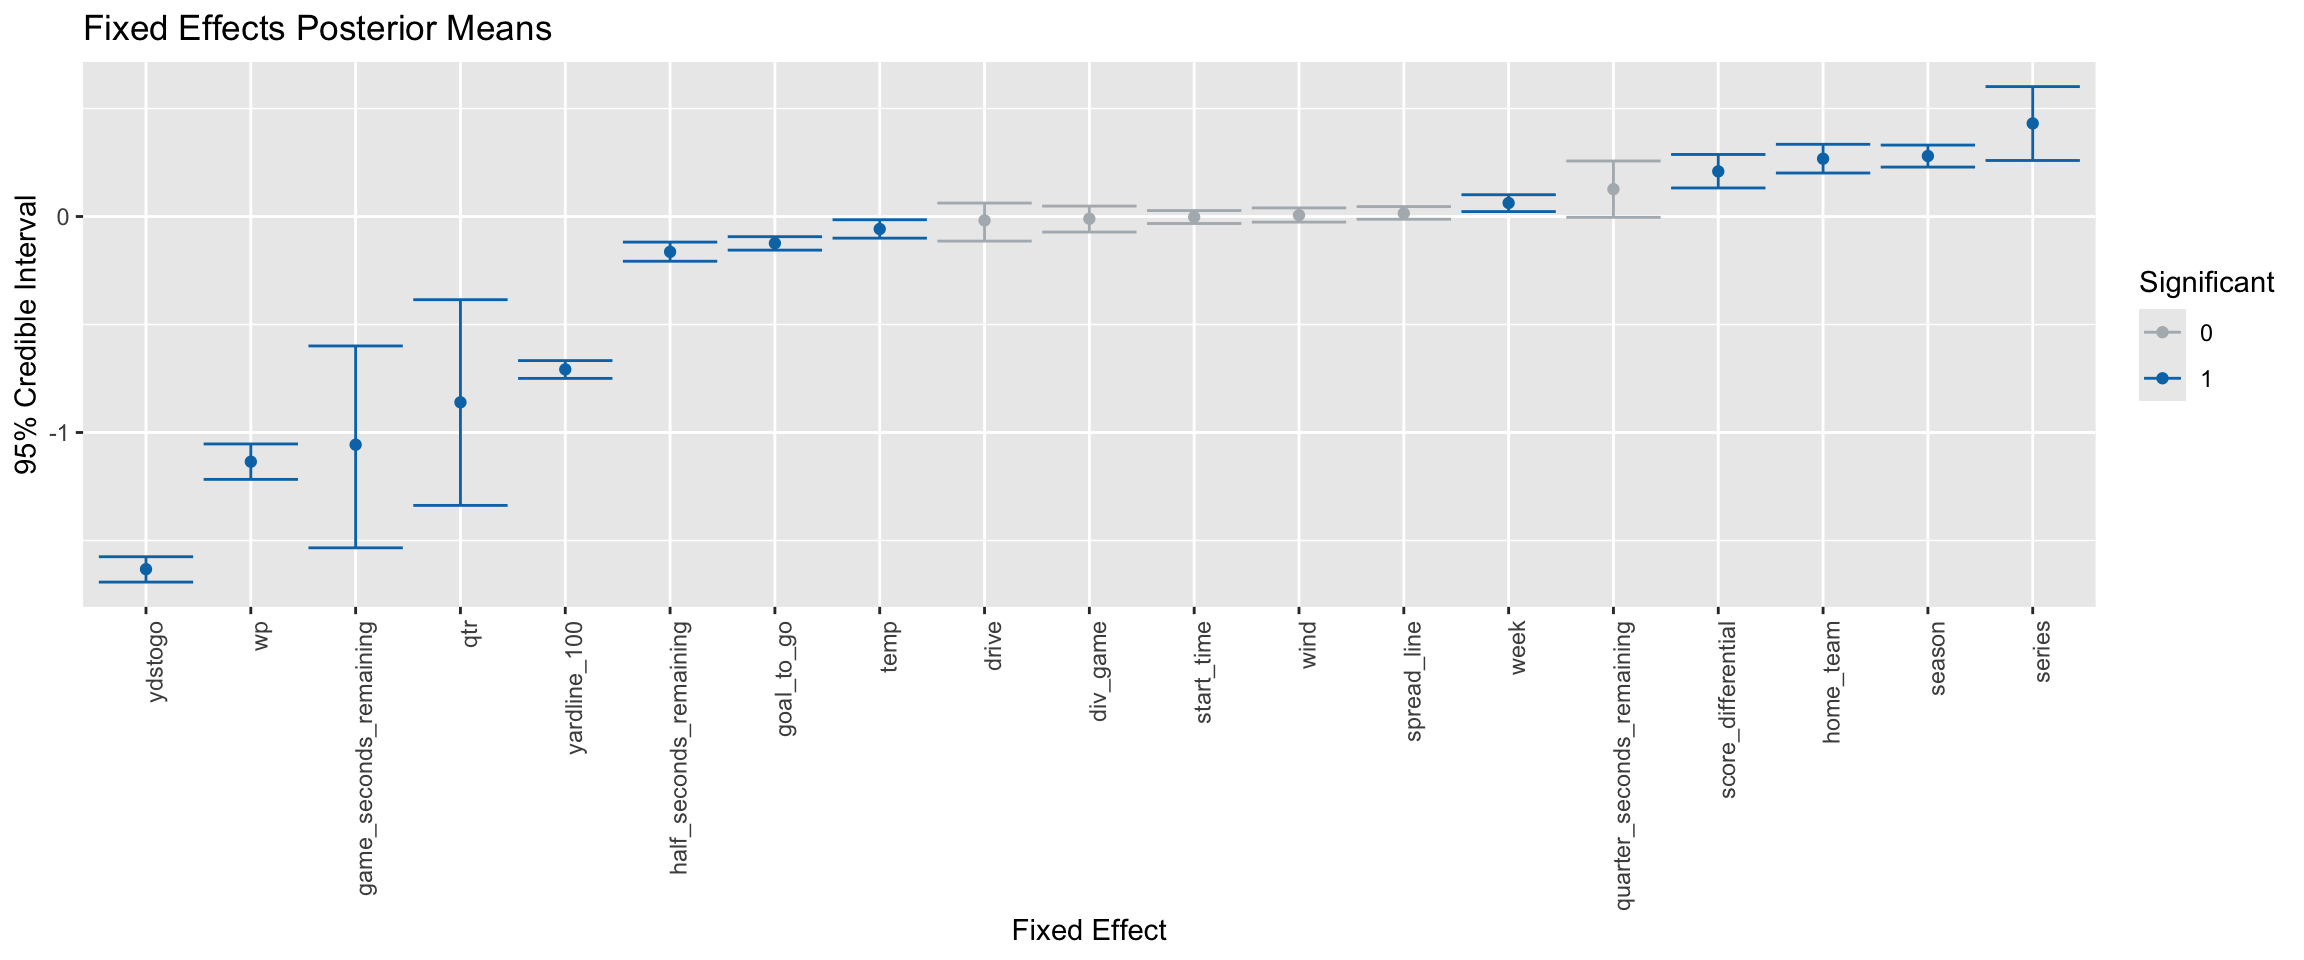 Fixed Effects Posterior Means
95% Credible Interval
0
-1
ydstogo
wp
game_seconds_remaining
qtr
yardline_100
half_seconds_remaining
goal_to_go
temp
drive
div_game
start_time
wind
spread_line
week
quarter_seconds_remaining
score_differential
home_team
season
series
Fixed Effect
Significant
0
1